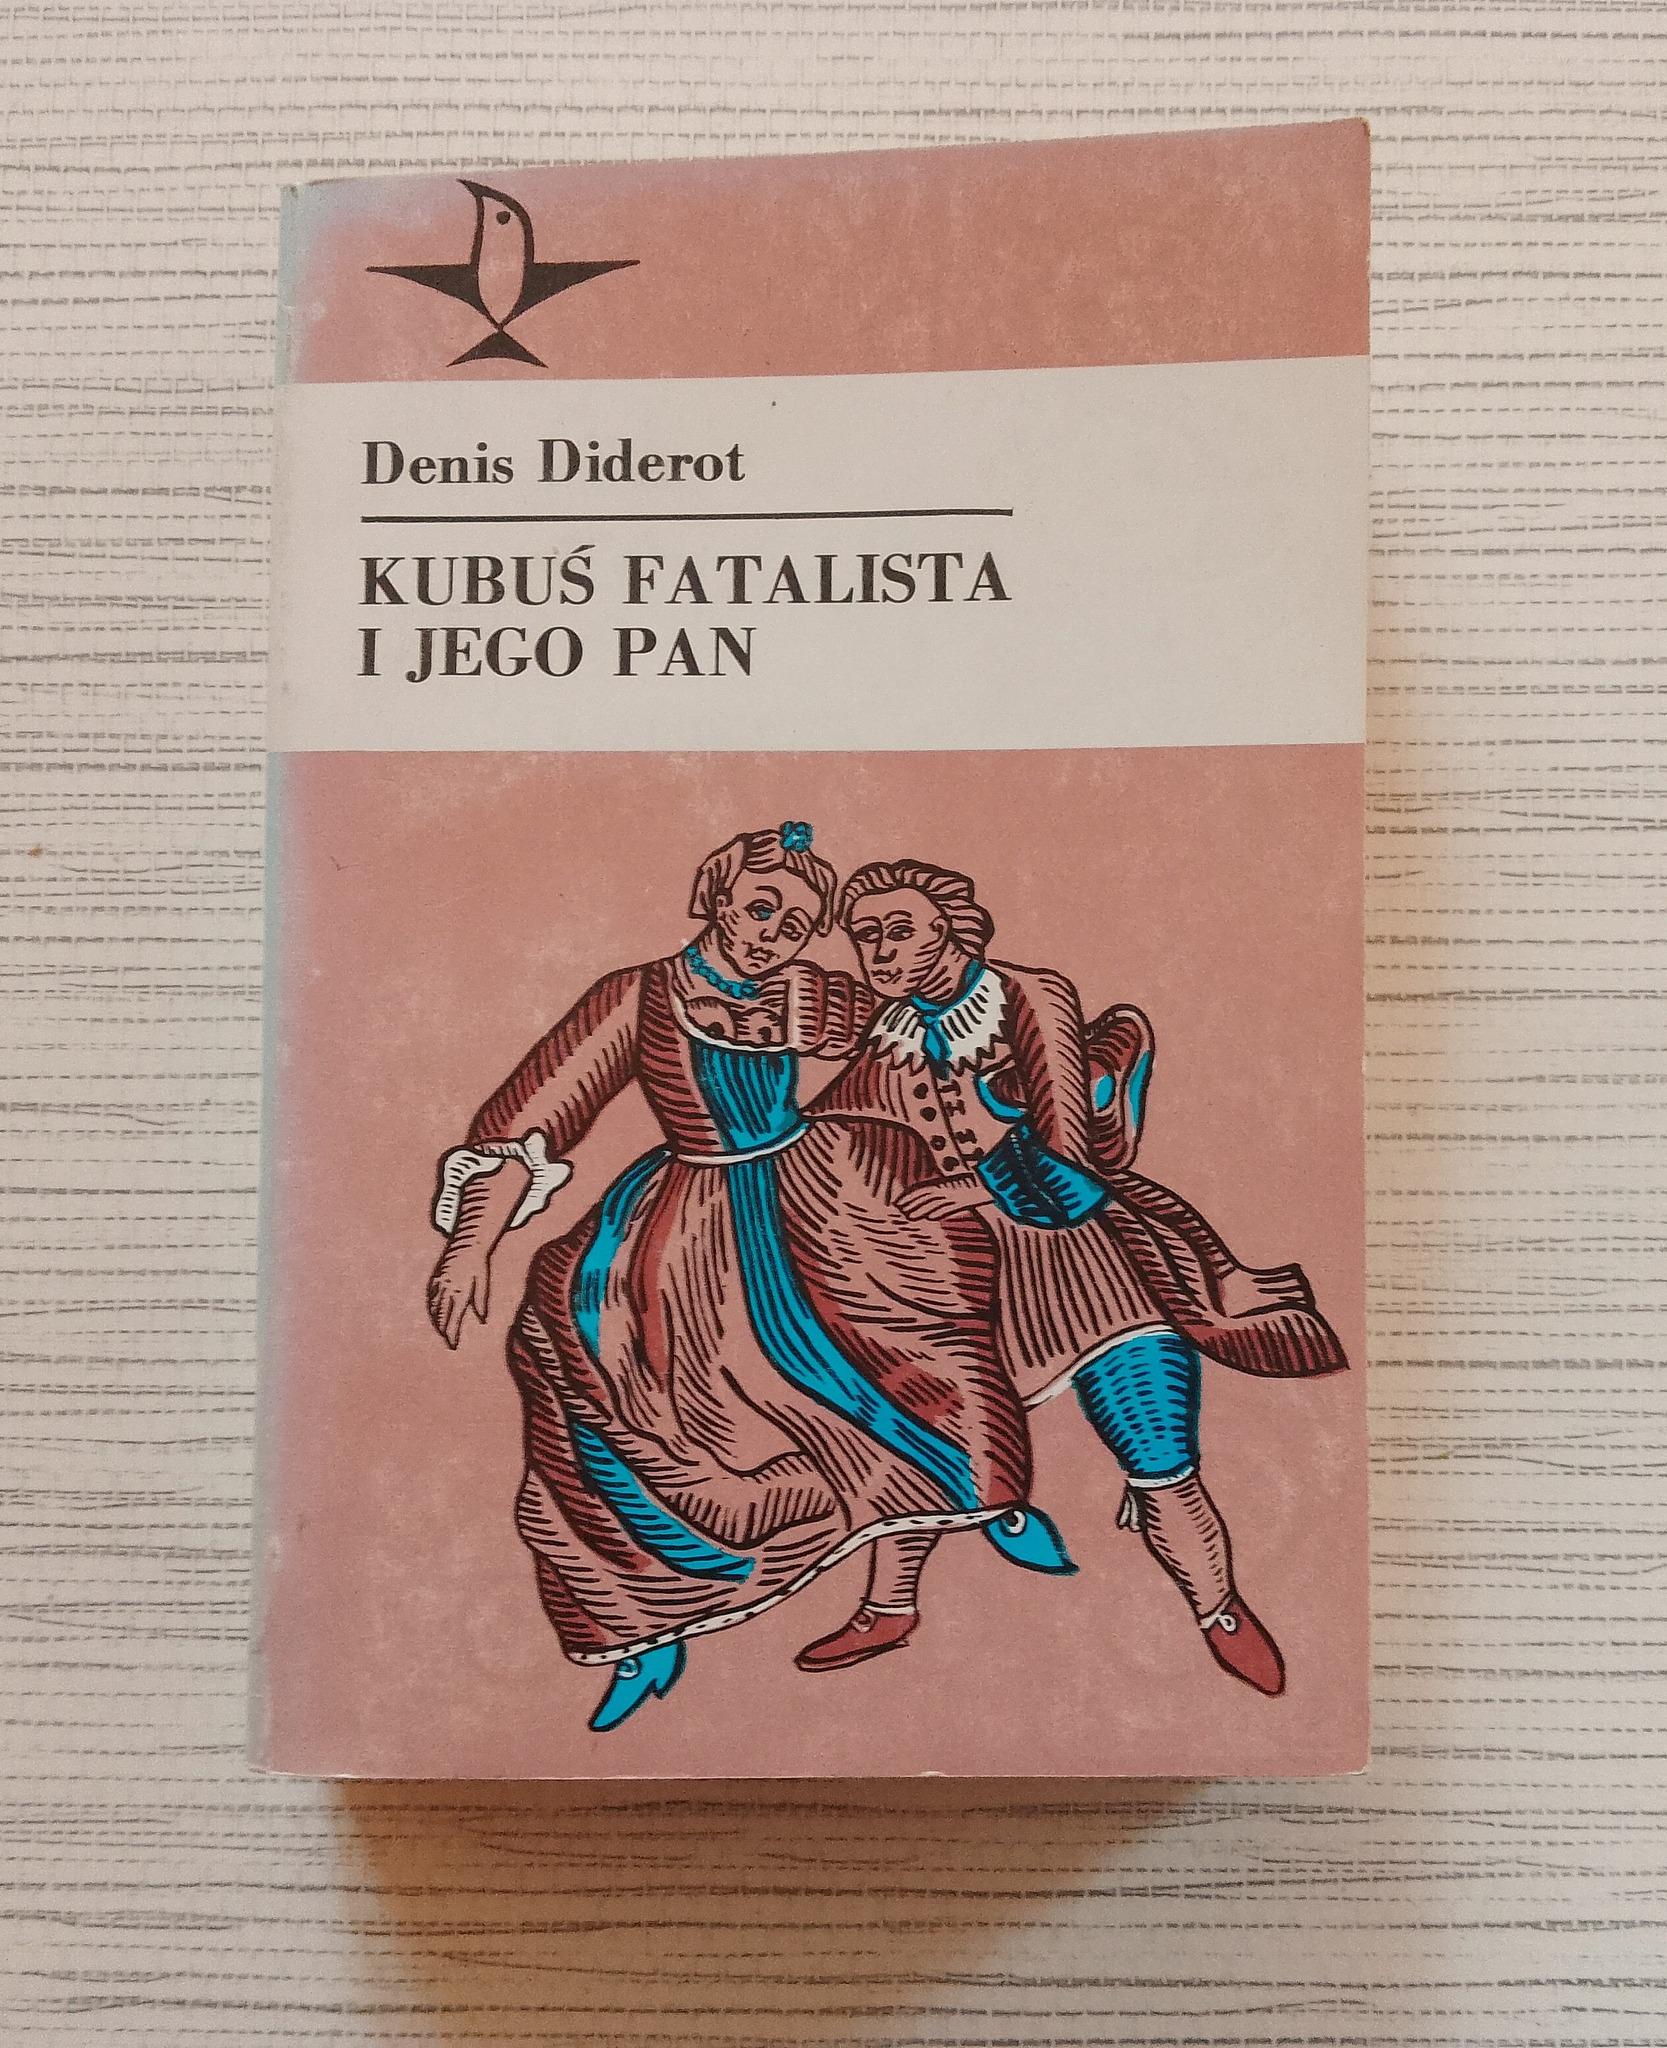 Denis Diderot
KUBUŚ FATALISTA
I JEGO PAN